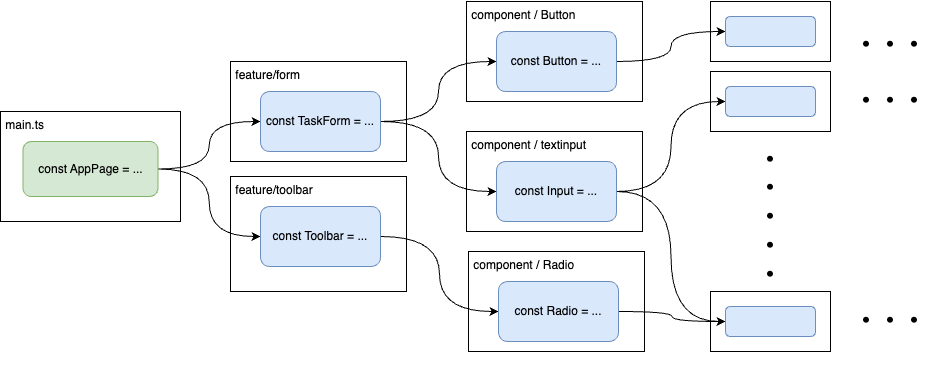 main.ts
const AppPage = ...
feature/form
const TaskForm = ...
feature/toolbar
const Toolbar = ...
component / Button
const Button = ...
component / textinput
const Input = ...
component / Radio
const Radio = ...